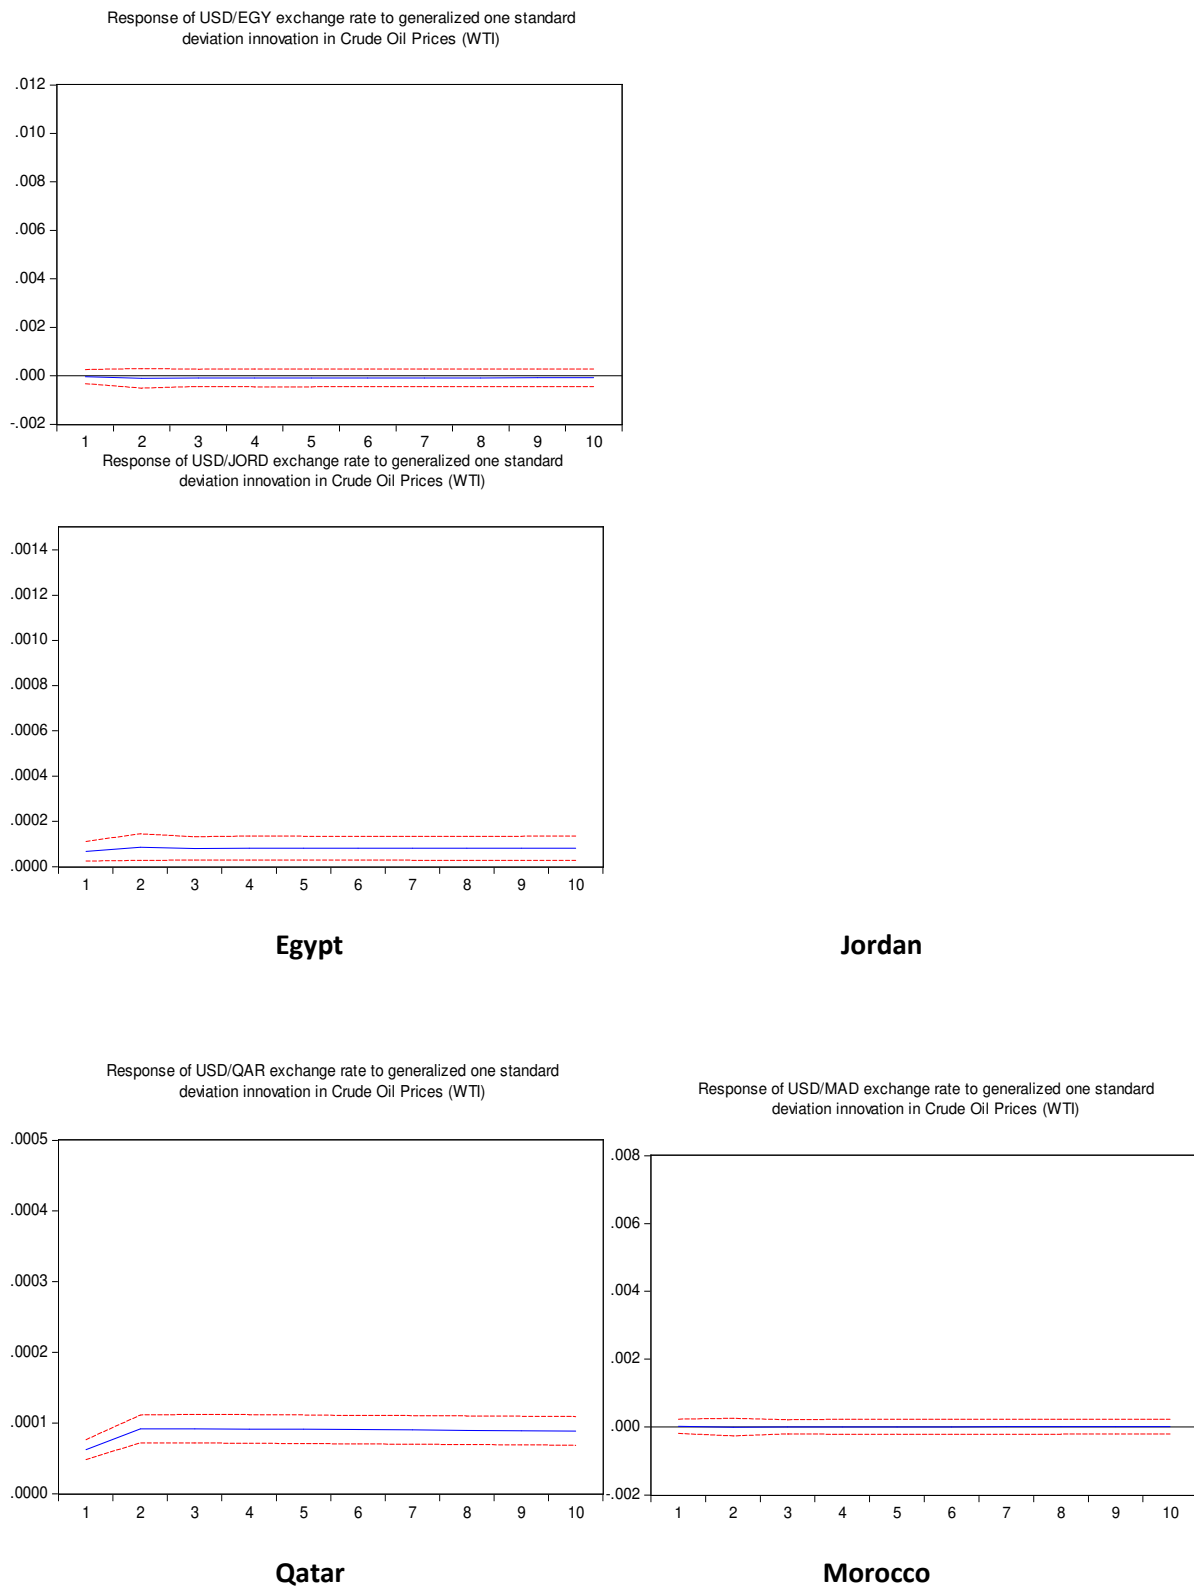 Response of USD/EGY exchange rate to generalized one standard
deviation innovation in Crude Oil Prices (WTI)
.012
.010
.008
.006
.004
.002
.000
-.002
1 2 3 4 5 6 7 8 9 10
Response of USD/JORD exchange rate to generalized one standard
deviation innovation in Crude Oil Prices (WTI)
.0014
.0012
.0010
.0008
.0006
.0004
.0002
.0000
1 2 3 4 5 6 7 8 9 10
Egypt Jordan
Response of USD/QAR exchange rate to generalized one standard
deviation innovation in Crude Oil Prices (WTI)
.0005
.0004
.0003
.0002
.0001
.0000
1 2 3 4 5 6 7 8 9 10
Response of USD/MAD exchange rate to generalized one standard
deviation innovation in Crude Oil Prices (WTI)
.008
.006
.004
.002
.000
-.002
1 2 3 4 5 6 7 8 9 10
Qatar Morocco